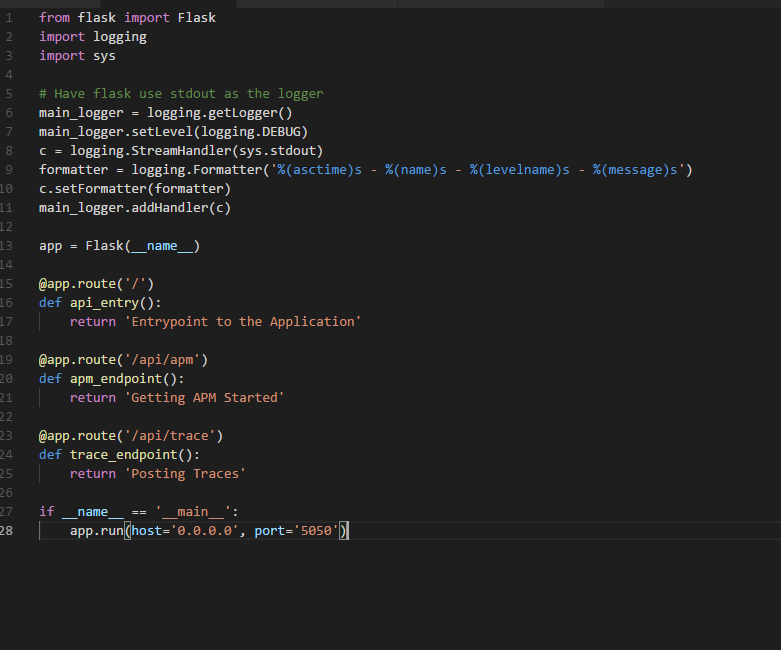 1 from flask import Flask
2 import logging
3 import sys
4
5 # Have flask use stdout as the logger
6 main_logger = logging.getLogger()
7 main_logger.setLevel(logging.DEBUG)
8 c = logging.StreamHandler(sys.stdout)
9 formatter = logging.Formatter('%(asctime)s - %(name)s - %(levelname)s - %(message)s')
10 c.setFormatter(formatter)
11 main_logger.addHandler(c)
12
13 app = Flask(__name__)
14
15 @app.route('/')
16 def api_entry():
17     return 'Entrypoint to the Application'
18
19 @app.route('/api/apm')
20 def apm_endpoint():
21     return 'Getting APM Started'
22
23 @app.route('/api/trace')
24 def trace_endpoint():
25     return 'Posting Traces'
26
27 if __name__ == '__main__':
28     app.run(host='0.0.0.0', port='5050')